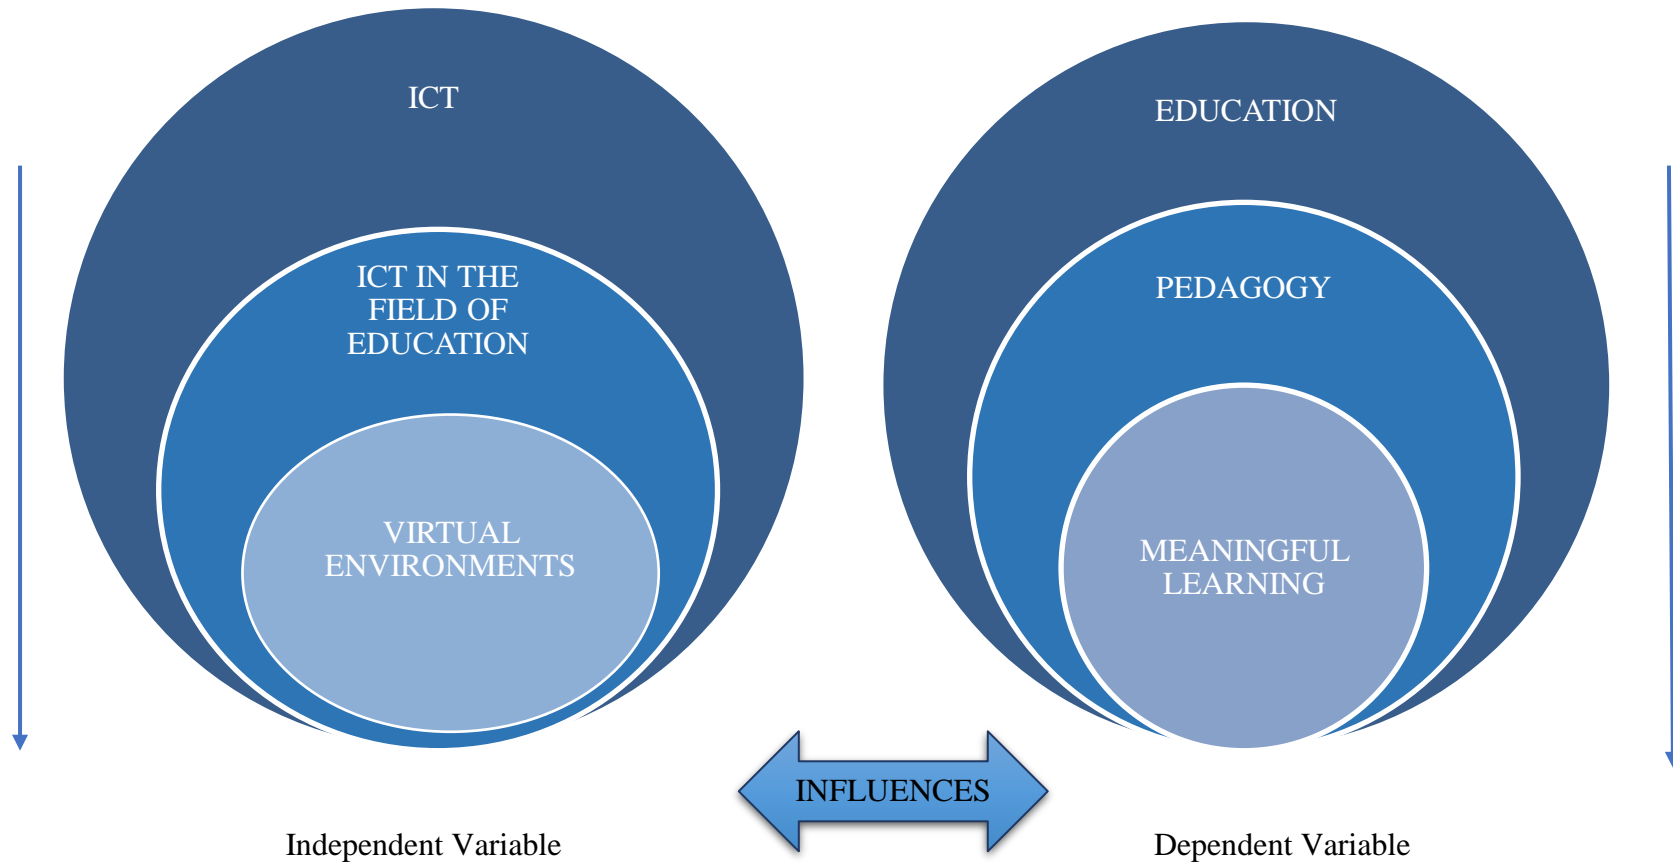 ICT
ICT IN THE
FIELD OF
EDUCATION
VIRTUAL
ENVIRONMENTS
EDUCATION
PEDAGOGY
MEANINGFUL
LEARNING
INFLUENCES
Independent Variable
Dependent Variable